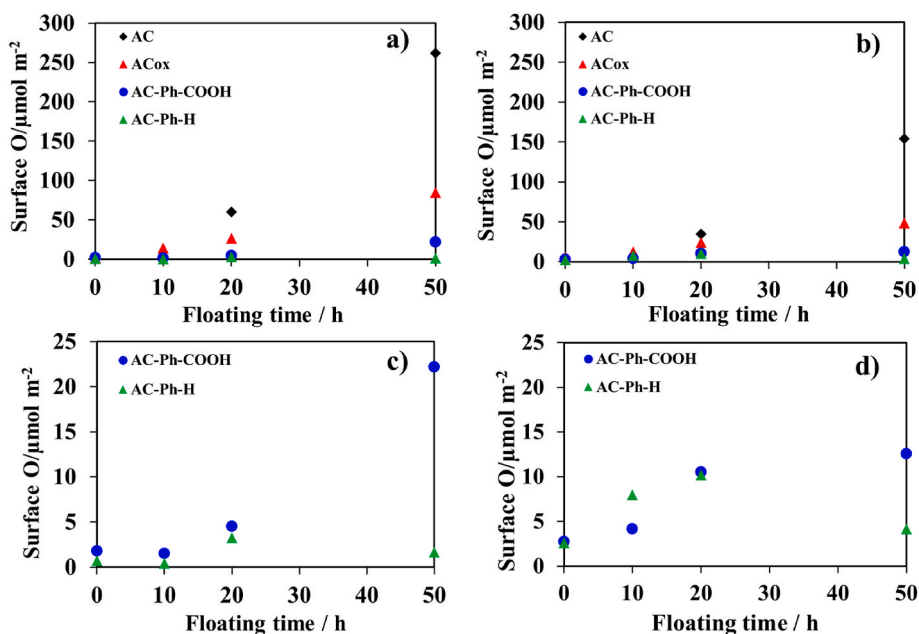 a)
AC
ACox
AC-Ph-COOH
AC-Ph-H
Surface O/µmol m⁻²
300
250
200
150
100
50
0
0 10 20 30 40 50
Floating time / h
b)
AC
ACox
AC-Ph-COOH
AC-Ph-H
Surface O/µmol m⁻²
300
250
200
150
100
50
0
0 10 20 30 40 50
Floating time / h
c)
AC-Ph-COOH
AC-Ph-H
Surface O/µmol m⁻²
25
20
15
10
5
0
0 10 20 30 40 50
Floating time / h
d)
AC-Ph-COOH
AC-Ph-H
Surface O/µmol m⁻²
25
20
15
10
5
0
0 10 20 30 40 50
Floating time / h